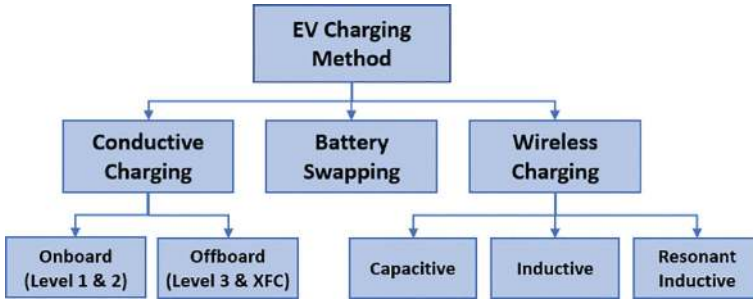 EV Charging
Method
Conductive
Charging
Battery
Swapping
Wireless
Charging
Onboard
(Level 1 & 2)
Offboard
(Level 3 & XFC)
Capacitive
Inductive
Resonant
Inductive